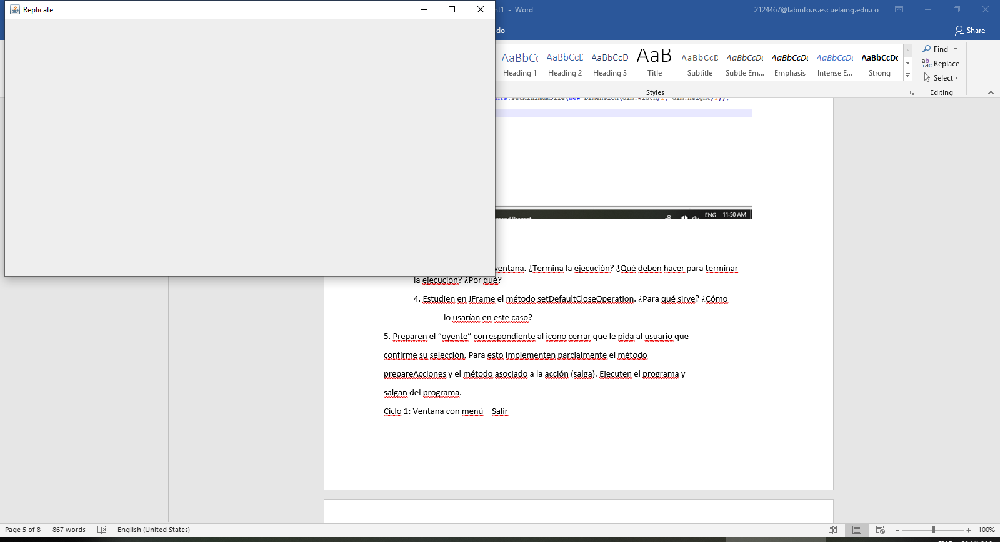 Replicate
nt1 - Word
2124467@labinfo.is.escuelaing.edu.co
do
Share
AaBbCc AaBbCcD AaBbCcD AaB AaBbCcD AaBbCcDc AaBbCcDc AaBbCcDc AaBbCcDc
Heading 1 Heading 2 Heading 3 Title Subtitle Subtle Em... Emphasis Intense E... Strong
Find
Replace
Select
Styles
Editing
ENG 11:50 AM
ventana. ¿Termina la ejecución? ¿Qué deben hacer para terminar
la ejecución? ¿Por qué?
4. Estudien en JFrame el método setDefaultCloseOperation. ¿Para qué sirve? ¿Cómo
lo usarían en este caso?
5. Preparen el “oyente” correspondiente al icono cerrar que le pida al usuario que
confirme su selección. Para esto Implementen parcialmente el método
prepareAcciones y el método asociado a la acción (salga). Ejecuten el programa y
salgan del programa.
Ciclo 1: Ventana con menú – Salir
Page 5 of 8 867 words English (United States) 100%